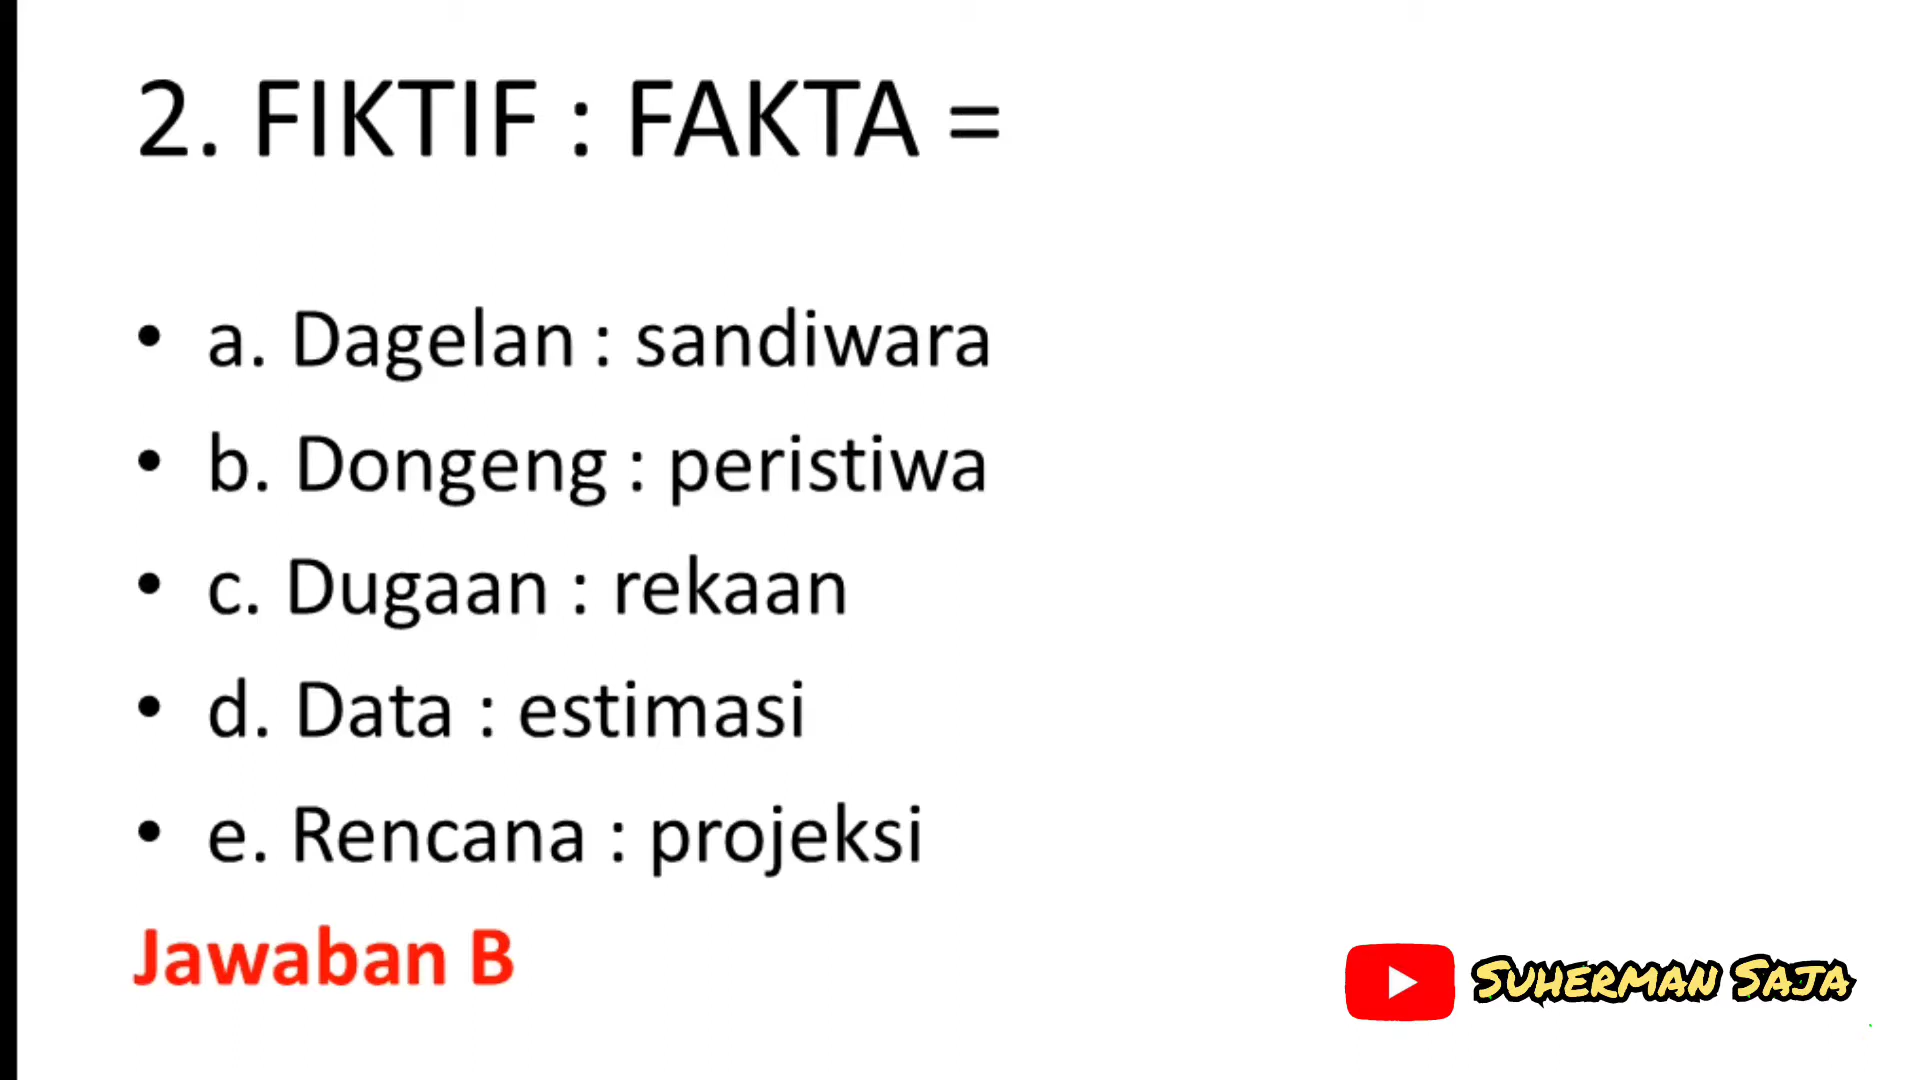 2. FIKTIF : FAKTA =
• a. Dagelan : sandiwara
• b. Dongeng : peristiwa
• c. Dugaan : rekaan
• d. Data : estimasi
• e. Rencana : projeksi
Jawaban B
SUHERMAN SAJA